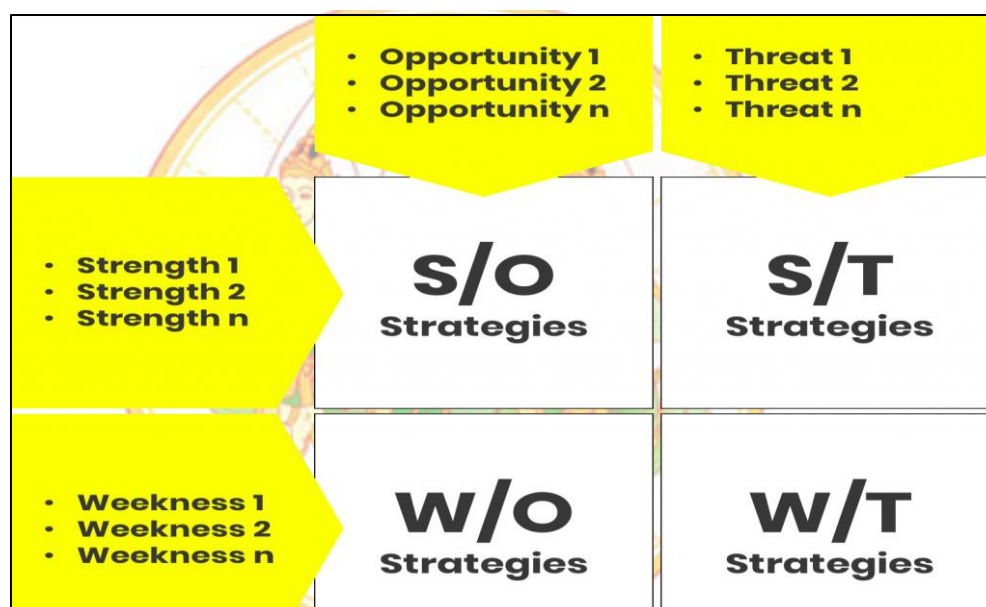 • Opportunity 1
• Opportunity 2
• Opportunity n
• Threat 1
• Threat 2
• Threat n
• Strength 1
• Strength 2
• Strength n
S/O
Strategies
S/T
Strategies
• Weekness 1
• Weekness 2
• Weekness n
W/O
Strategies
W/T
Strategies